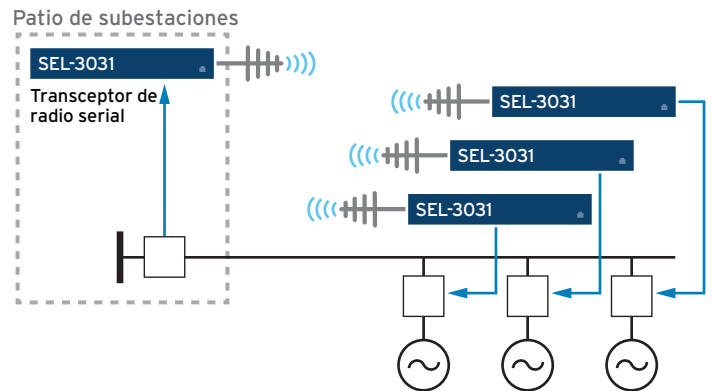 Patio de subestaciones
SEL-3031
Transceptor de
radio serial
SEL-3031
SEL-3031
SEL-3031